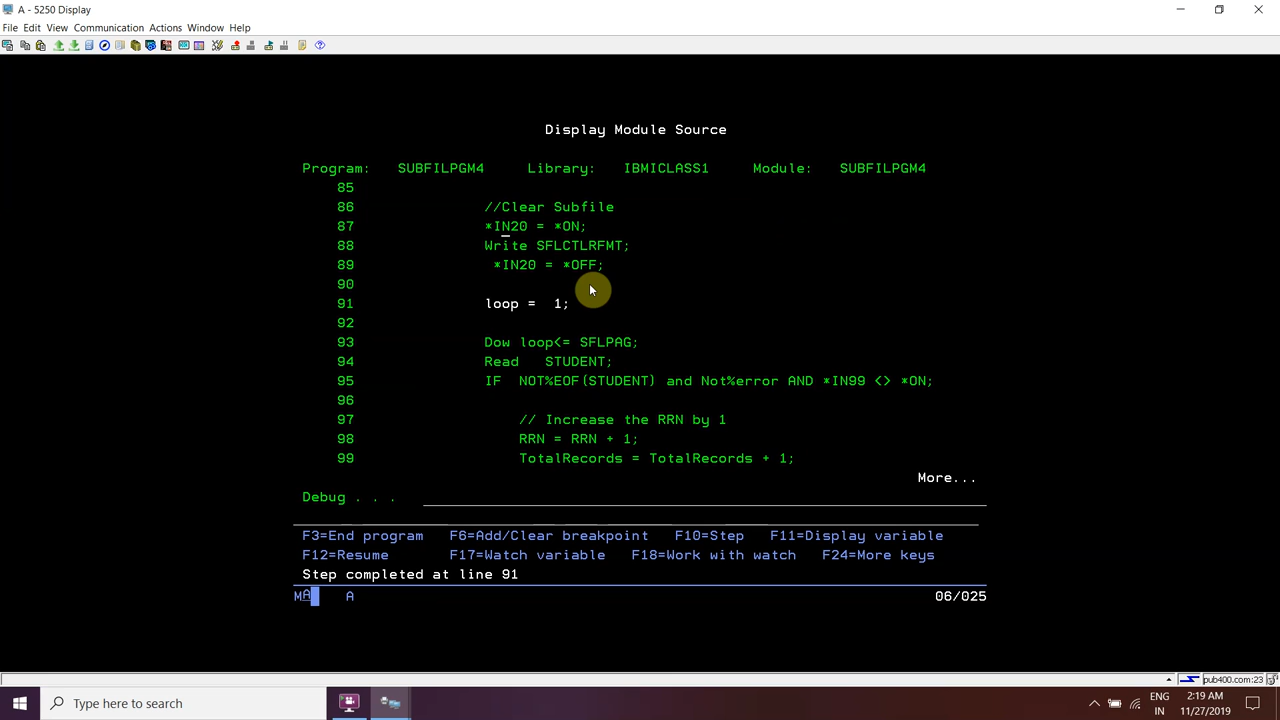 A - 5250 Display
File Edit View Communication Actions Window Help
Display Module Source
Program: SUBFILPGM4 Library: IBMICLASS1 Module: SUBFILPGM4
85
86 //Clear Subfile
87 *IN20 = *ON;
88 Write SFLCTLRFMT;
89 *IN20 = *OFF;
90
91 loop = 1;
92
93 Dow loop<= SFLPAG;
94 Read STUDENT;
95 IF NOT%EOF(STUDENT) and Not%error AND *IN99 <> *ON;
96
97 // Increase the RRN by 1
98 RRN = RRN + 1;
99 TotalRecords = TotalRecords + 1;
More...
Debug . . .
F3=End program F6=Add/Clear breakpoint F10=Step F11=Display variable
F12=Resume F17=Watch variable F18=Work with watch F24=More keys
Step completed at line 91
MA A 06/025
pub400.com:23
Type here to search
ENG 2:19 AM
IN 11/27/2019